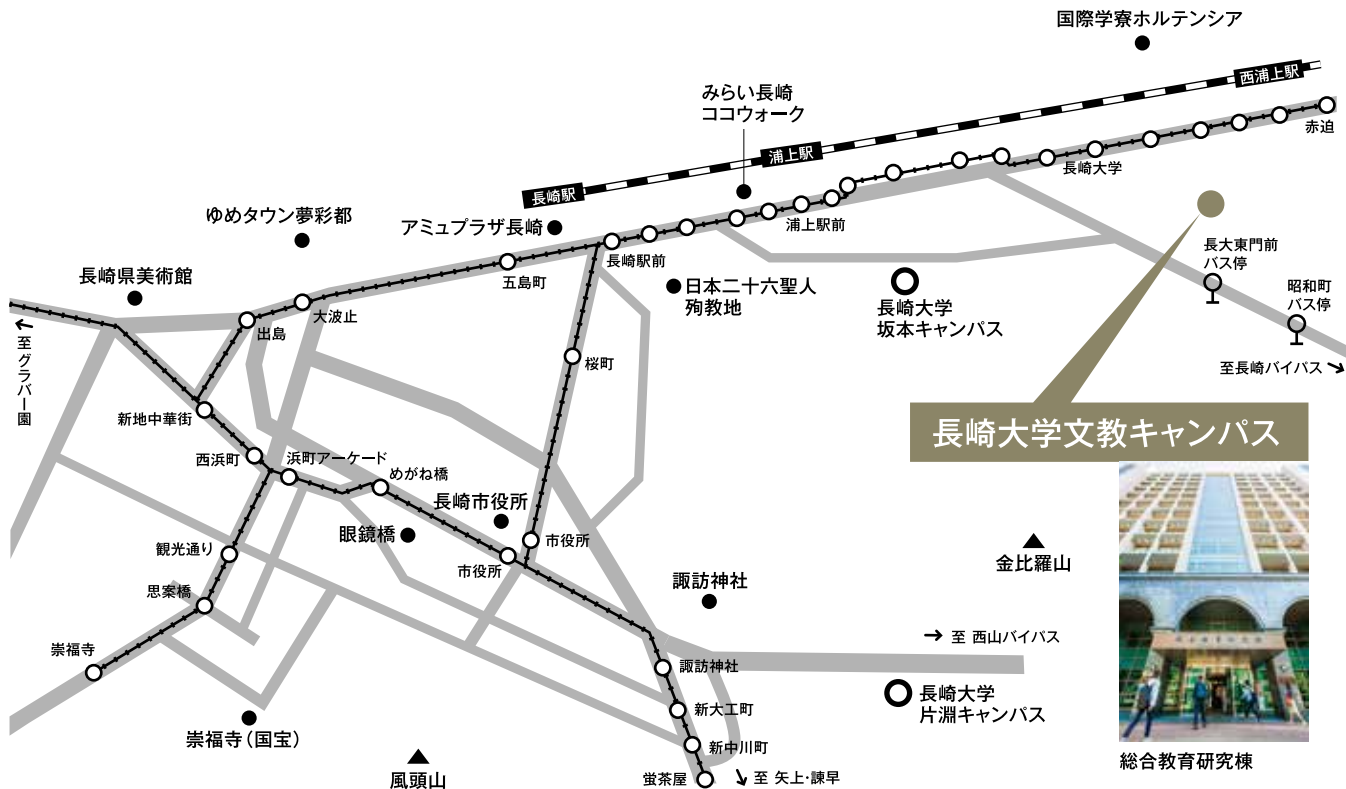 国際学寮ホルテンシア
西浦上駅
みらい長崎
ココウォーク
浦上駅
赤迫
長崎駅
長崎大学
ゆめタウン夢彩都
アミュプラザ長崎
浦上駅前
長崎駅前
長大東門前
バス停
長崎県美術館
五島町
日本二十六聖人
殉教地
長崎大学
坂本キャンパス
昭和町
バス停
出島
大波止
至グラバー園
桜町
至長崎バイパス
新地中華街
長崎大学文教キャンパス
西浜町
浜町アーケード
めがね橋
長崎市役所
眼鏡橋
市役所
市役所
観光通り
金比羅山
思案橋
諏訪神社
至 西山バイパス
崇福寺
諏訪神社
長崎大学
片淵キャンパス
新大工町
崇福寺(国宝)
新中川町
風頭山
蛍茶屋
至 矢上・諫早
総合教育研究棟